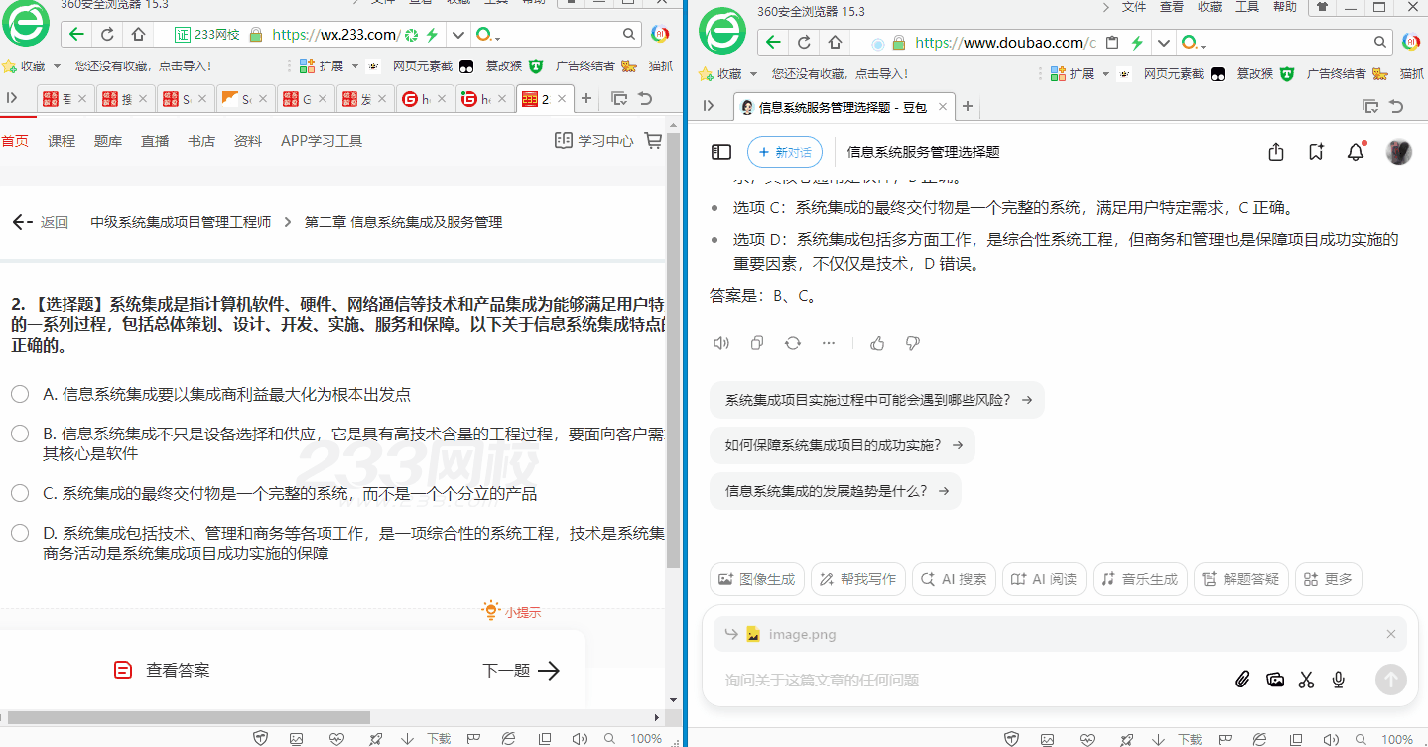 360安全浏览器 15.3
文件 查看 收藏 工具 帮助
证 233网校 https://wx.233.com/
收藏 您还没有收藏，点击导入！ 扩展 网页元素截 篡改猴 广告终结者 猫抓
首页 课程 题库 直播 书店 资料 APP学习工具 学习中心
返回 中级系统集成项目管理工程师 第二章 信息系统集成及服务管理
2. 【选择题】系统集成是指计算机软件、硬件、网络通信等技术和产品集成为能够满足用户特
的一系列过程，包括总体策划、设计、开发、实施、服务和保障。以下关于信息系统集成特点的
正确的。
A. 信息系统集成要以集成商利益最大化为根本出发点
B. 信息系统集成不只是设备选择和供应，它是具有高技术含量的工程过程，要面向客户需
其核心是软件
C. 系统集成的最终交付物是一个完整的系统，而不是一个个分立的产品
D. 系统集成包括技术、管理和商务等各项工作，是一项综合性的系统工程，技术是系统集
商务活动是系统集成项目成功实施的保障
233网校
www.233.com
小提示
查看答案 下一题
下载 100%
360安全浏览器 15.3
文件 查看 收藏 工具 帮助
https://www.doubao.com/c
收藏 您还没有收藏，点击导入！ 扩展 网页元素截 篡改猴 广告终结者 猫抓
信息系统服务管理选择题 - 豆包
新对话 信息系统服务管理选择题
选项 C：系统集成的最终交付物是一个完整的系统，满足用户特定需求，C 正确。
选项 D：系统集成包括多方面工作，是综合性系统工程，但商务和管理也是保障项目成功实施的
重要因素，不仅仅是技术，D 错误。
答案是：B、C。
系统集成项目实施过程中可能会遇到哪些风险？
如何保障系统集成项目的成功实施？
信息系统集成的发展趋势是什么？
图像生成 帮我写作 AI 搜索 AI 阅读 音乐生成 解题答疑 更多
image.png
询问关于这篇文章的任何问题
下载 100%